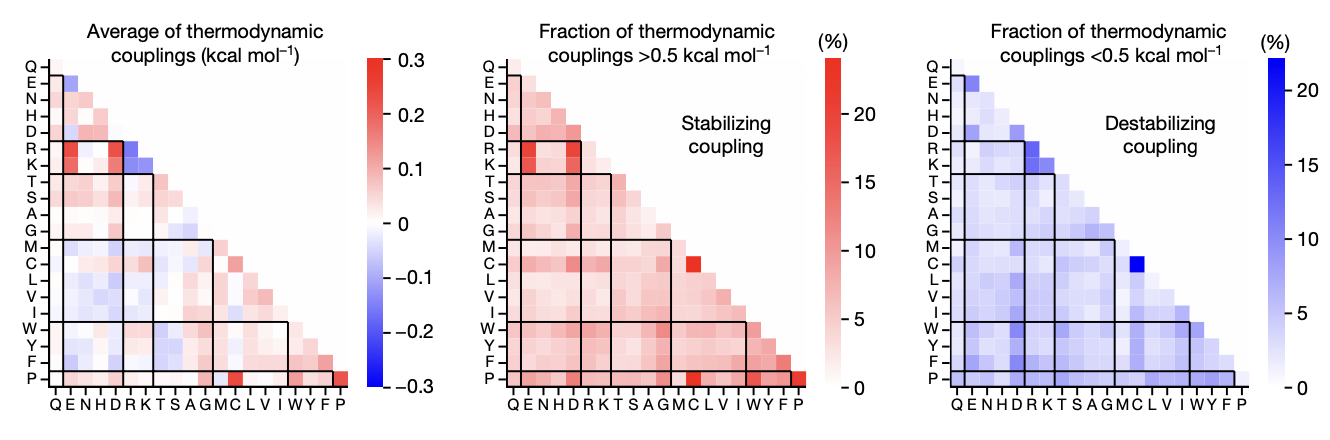 Average of thermodynamic
couplings (kcal mol⁻¹)
Q
E
N
H
D
R
K
T
S
A
G
M
C
L
V
I
W
Y
F
P
Q E N H D R K T S A G M C L V I W Y F P
0.3
0.2
0.1
0
−0.1
−0.2
−0.3
Fraction of thermodynamic
couplings >0.5 kcal mol⁻¹
(%)
Stabilizing
coupling
Q
E
N
H
D
R
K
T
S
A
G
M
C
L
V
I
W
Y
F
P
Q E N H D R K T S A G M C L V I W Y F P
20
15
10
5
0
Fraction of thermodynamic
couplings <0.5 kcal mol⁻¹
(%)
Destabilizing
coupling
Q
E
N
H
D
R
K
T
S
A
G
M
C
L
V
I
W
Y
F
P
Q E N H D R K T S A G M C L V I W Y F P
20
15
10
5
0